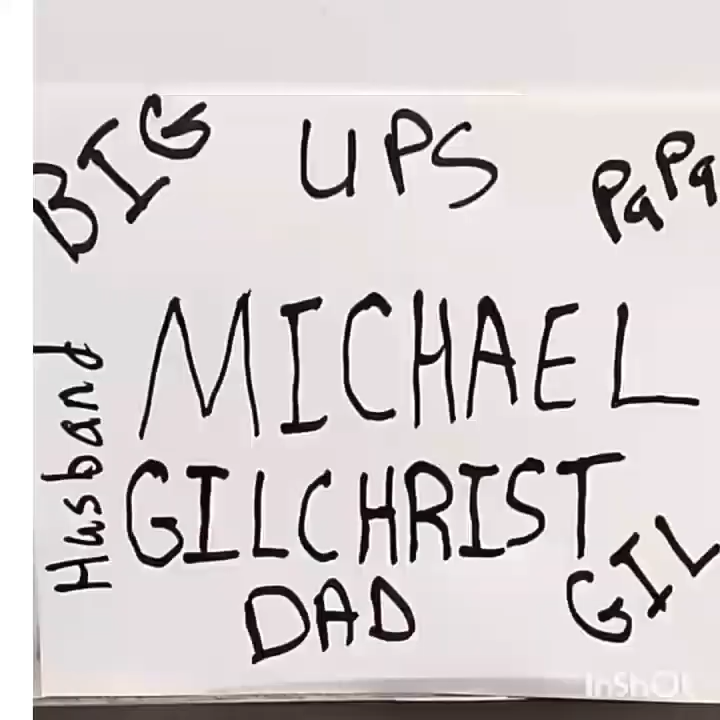 BIG UPS PaPa
MICHAEL
Husband
GILCHRIST
GIL
DAD
InShOt